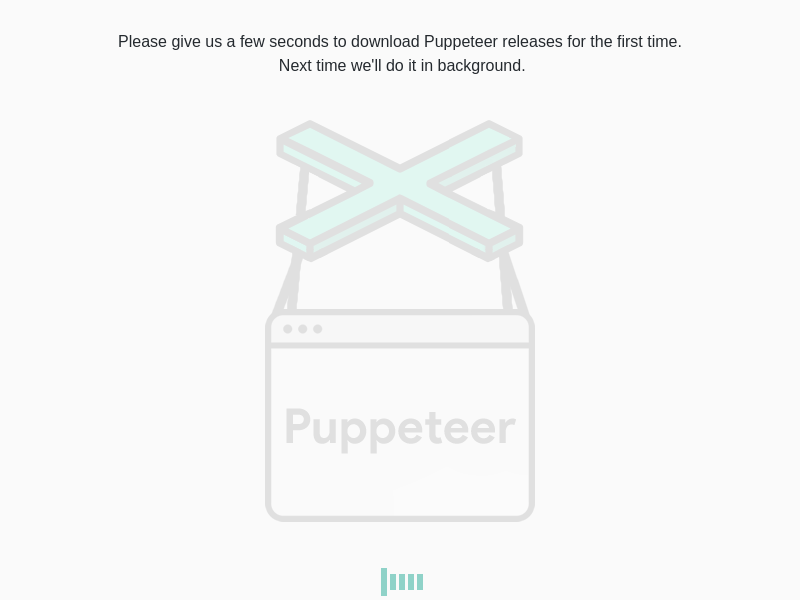 Please give us a few seconds to download Puppeteer releases for the first time.
Next time we'll do it in background.
Puppeteer